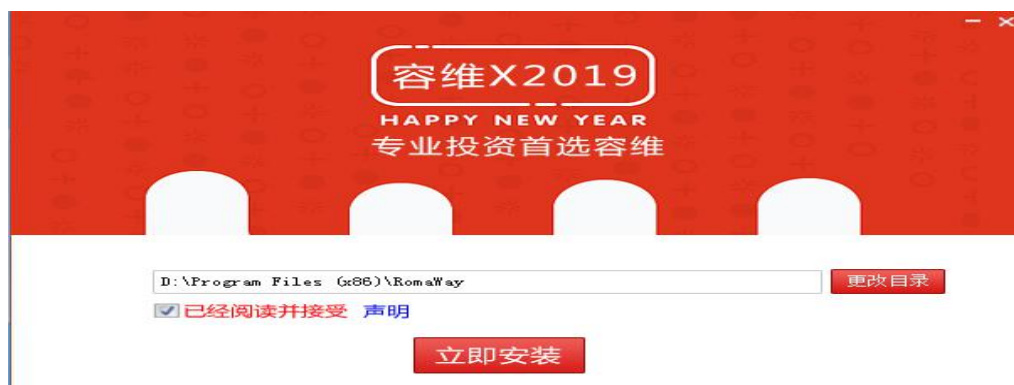 容维X2019
HAPPY NEW YEAR
专业投资首选容维
D:\Program Files (x86)\RomaWay
更改目录
已经阅读并接受 声明
立即安装